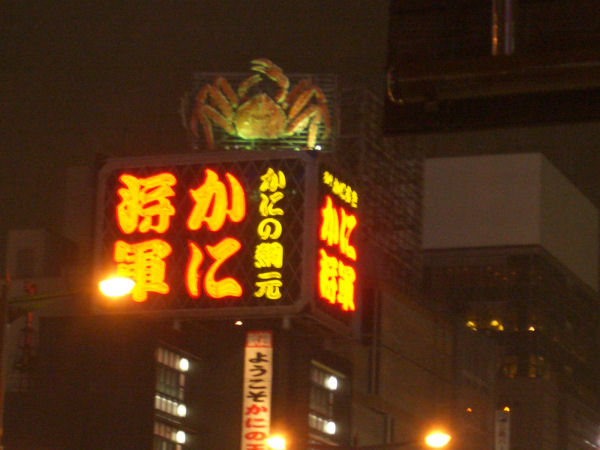 かにの網元
かに
将軍
かに
将軍
ようこそかにの